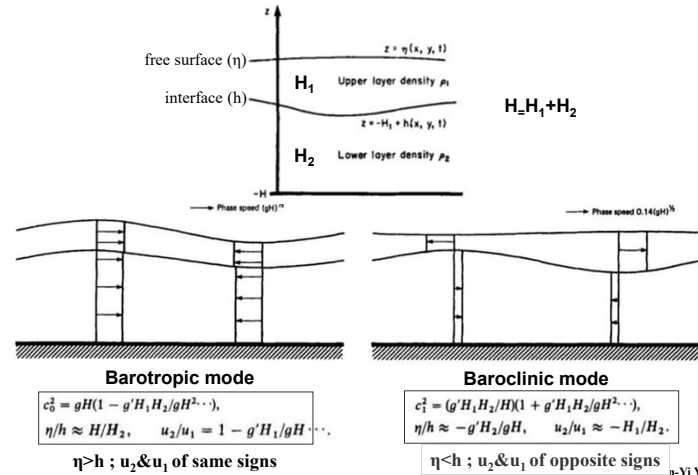 z
free surface (η)
z = η(x, y, t)
H₁
Upper layer density ρ₁
interface (h)
H=H₁+H₂
z = -H₁ + h(x, y, t)
H₂
Lower layer density ρ₂
-H
Phase speed (gH)
Phase speed 0.14(gH)^½
Barotropic mode
Baroclinic mode
c₀² = gH(1 − g′H₁H₂/gH² ···),
η/h ≈ H/H₂, u₂/u₁ = 1 − g′H₁/gH ···.
c₁² = (g′H₁H₂/H)(1 + g′H₁H₂/gH² ···),
η/h ≈ −g′H₂/gH, u₂/u₁ ≈ −H₁/H₂.
η>h ; u₂&u₁ of same signs
η<h ; u₂&u₁ of opposite signs